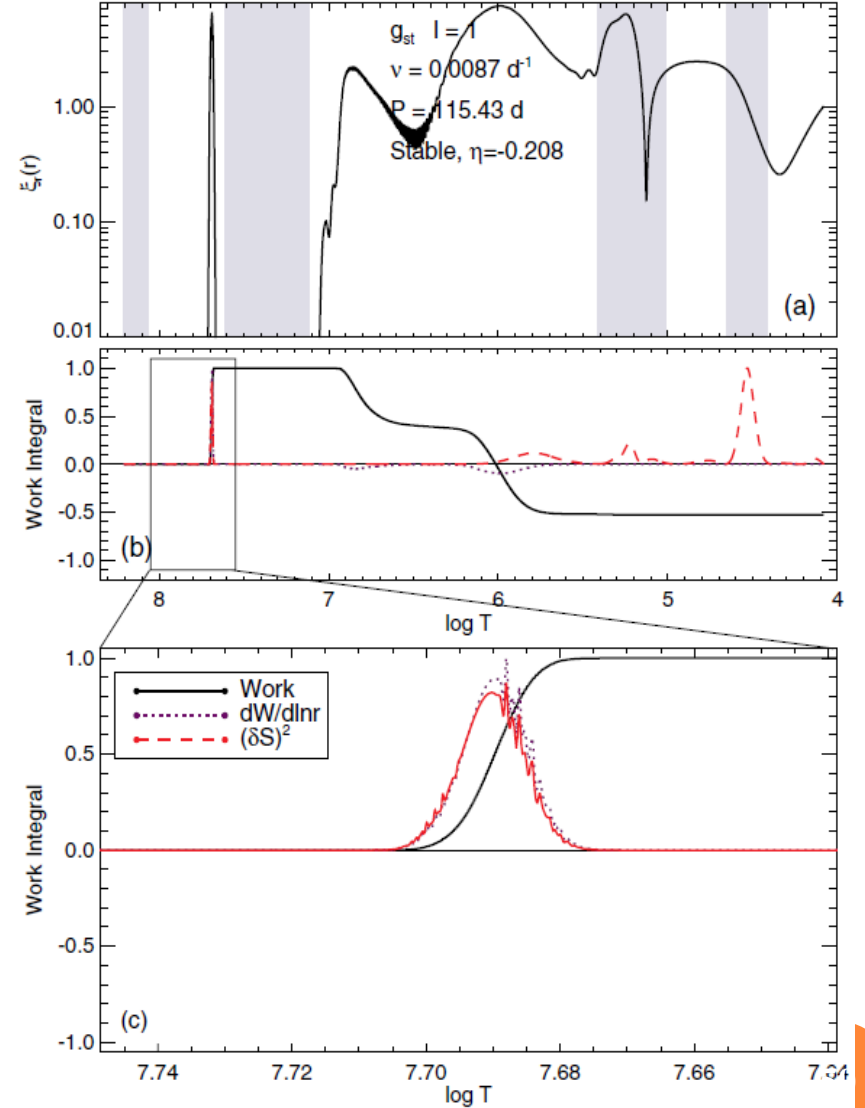 g_st l = 1
ν = 0.0087 d⁻¹
P = 115.43 d
Stable, η=-0.208
1.00
0.10
0.01
ξr(r)
(a)
1.0
0.5
0.0
-0.5
-1.0
Work Integral
(b)
8 7 6 5 4
log T
1.0
0.5
0.0
-0.5
-1.0
Work Integral
Work
dW/dlnr
(δS)²
(c)
7.74 7.72 7.70 7.68 7.66
log T